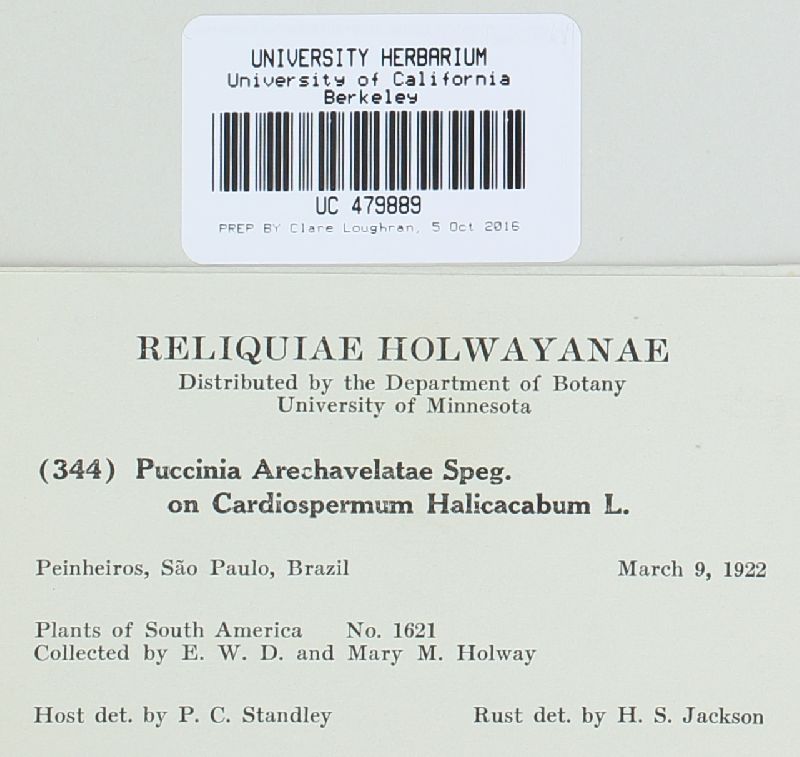 UNIVERSITY HERBARIUM
University of California
Berkeley
UC 479889
PREP BY Clare Loughran, 5 Oct 2016
RELIQUIAE HOLWAYANAE
Distributed by the Department of Botany
University of Minnesota
(344) Puccinia Arechavelatae Speg.
on Cardiospermum Halicacabum L.
Peinheiros, São Paulo, Brazil March 9, 1922
Plants of South America No. 1621
Collected by E. W. D. and Mary M. Holway
Host det. by P. C. Standley Rust det. by H. S. Jackson